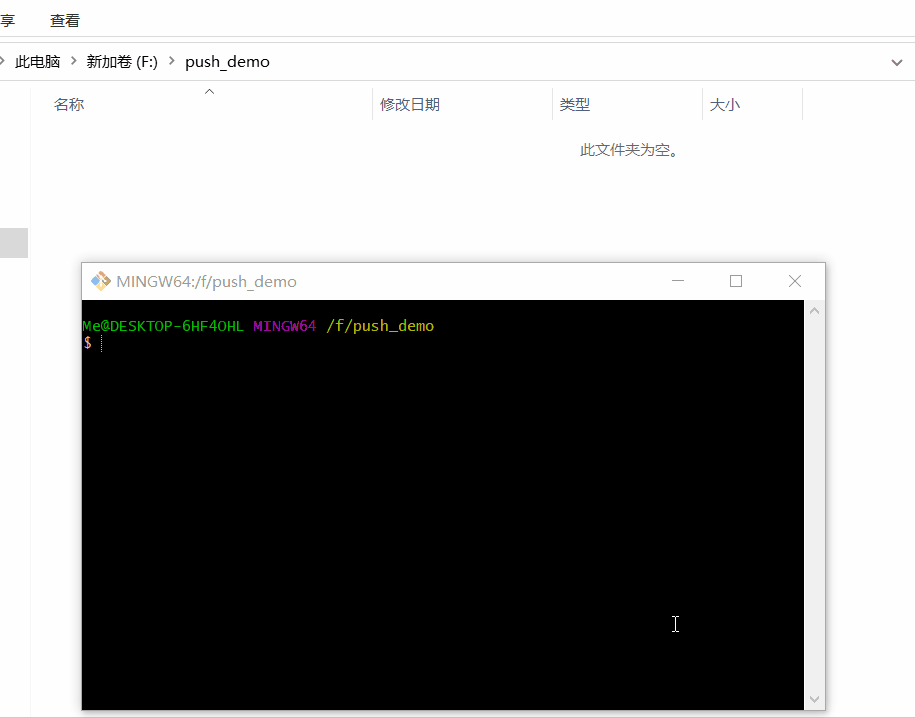 享 查看
此电脑 新加卷 (F:) push_demo
名称 修改日期 类型 大小
此文件夹为空。
MINGW64:/f/push_demo
Me@DESKTOP-6HF4OHL MINGW64 /f/push_demo
$